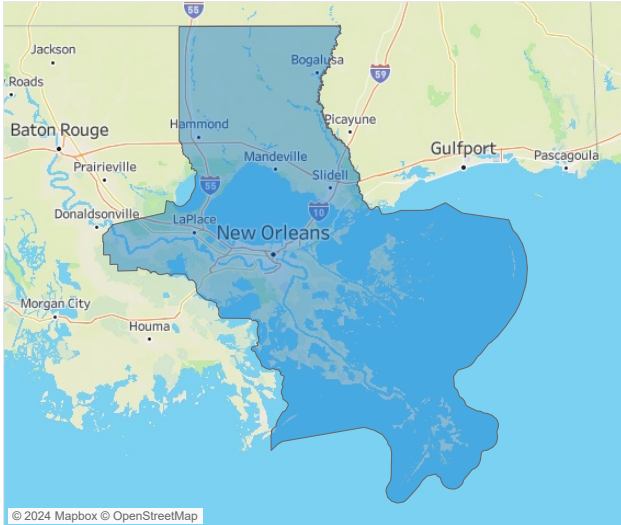 55
Jackson
Bogalusa
59
Roads
Picayune
Baton Rouge
Hammond
Gulfport
Mandeville
Pascagoula
Prairieville
Slidell
55
Donaldsonville
LaPlace
10
New Orleans
Morgan City
Houma
© 2024 Mapbox © OpenStreetMap